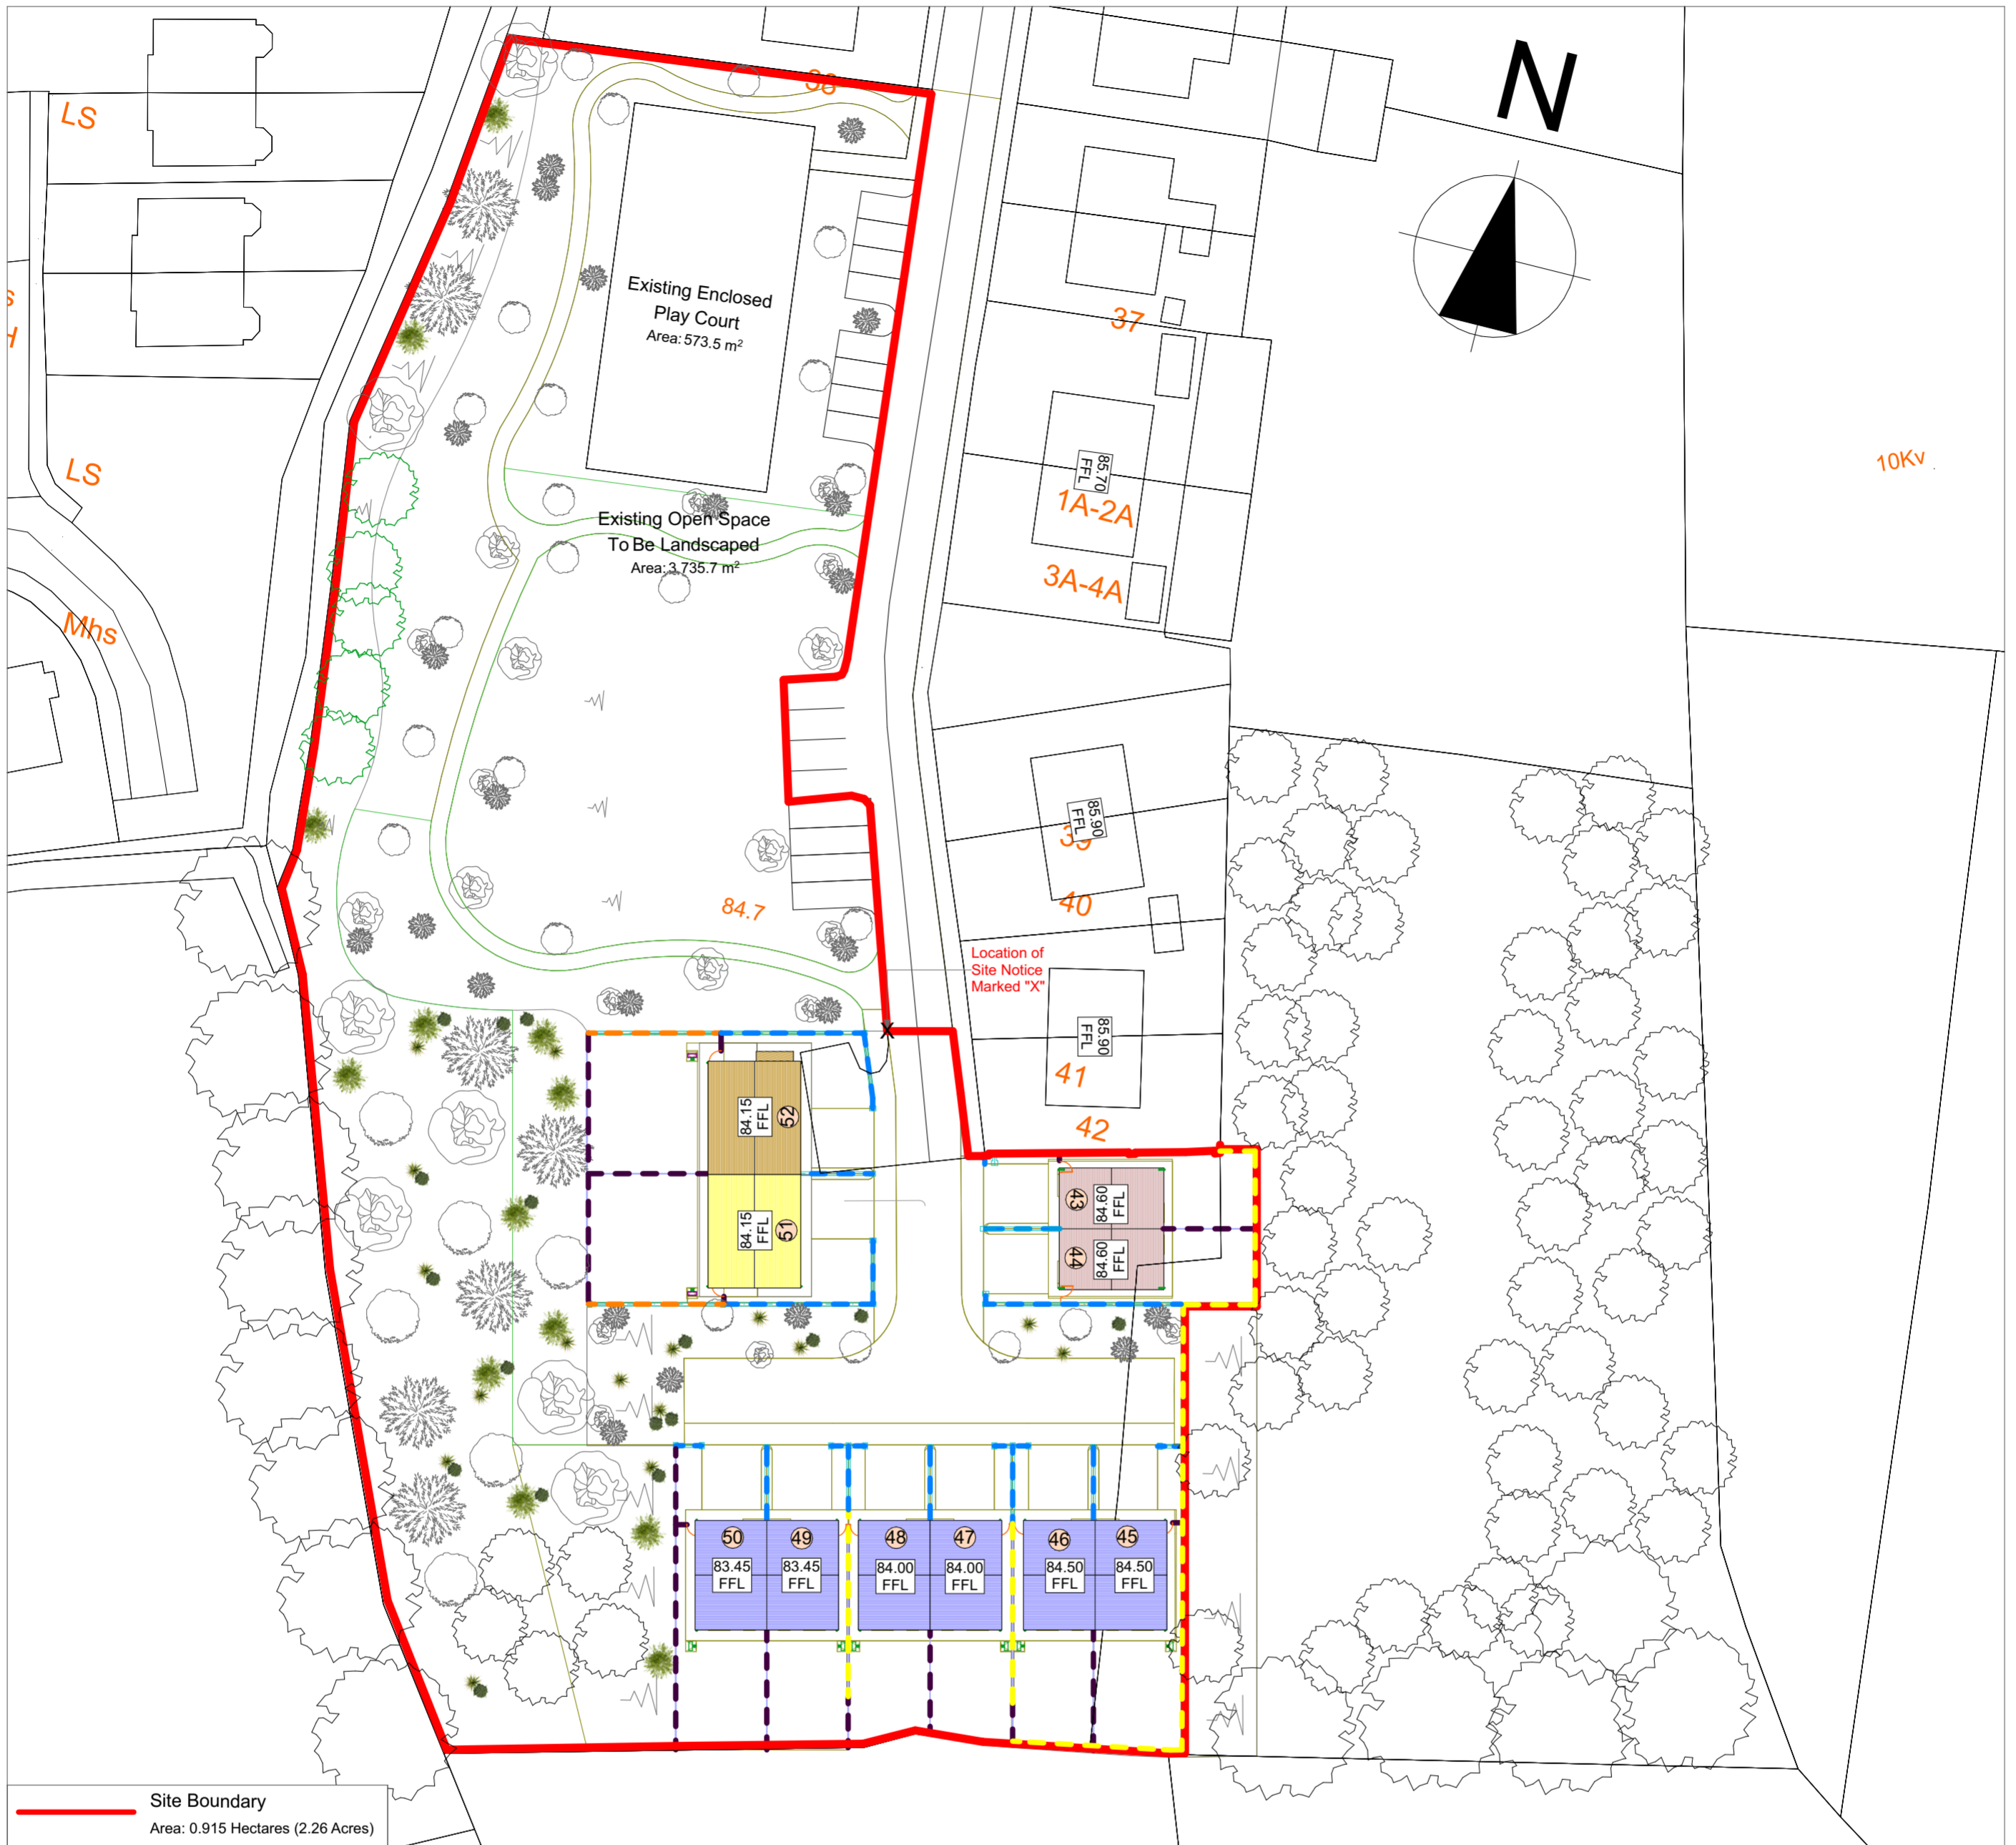 N
38
LS
Existing Enclosed
Play Court
Area: 573.5 m²
37
LS
10Kv
85.70
FFL
1A-2A
Existing Open Space
To Be Landscaped
Area: 3,735.7 m²
3A-4A
Mhs
85.90
FFL
39
40
84.7
Location of
Site Notice
Marked "X"
X
85.90
FFL
41
42
84.15
FFL
52
84.15
FFL
51
43
84.60
FFL
44
84.60
FFL
50
49
48
47
46
45
83.45
FFL
83.45
FFL
84.00
FFL
84.00
FFL
84.50
FFL
84.50
FFL
Site Boundary
Area: 0.915 Hectares (2.26 Acres)